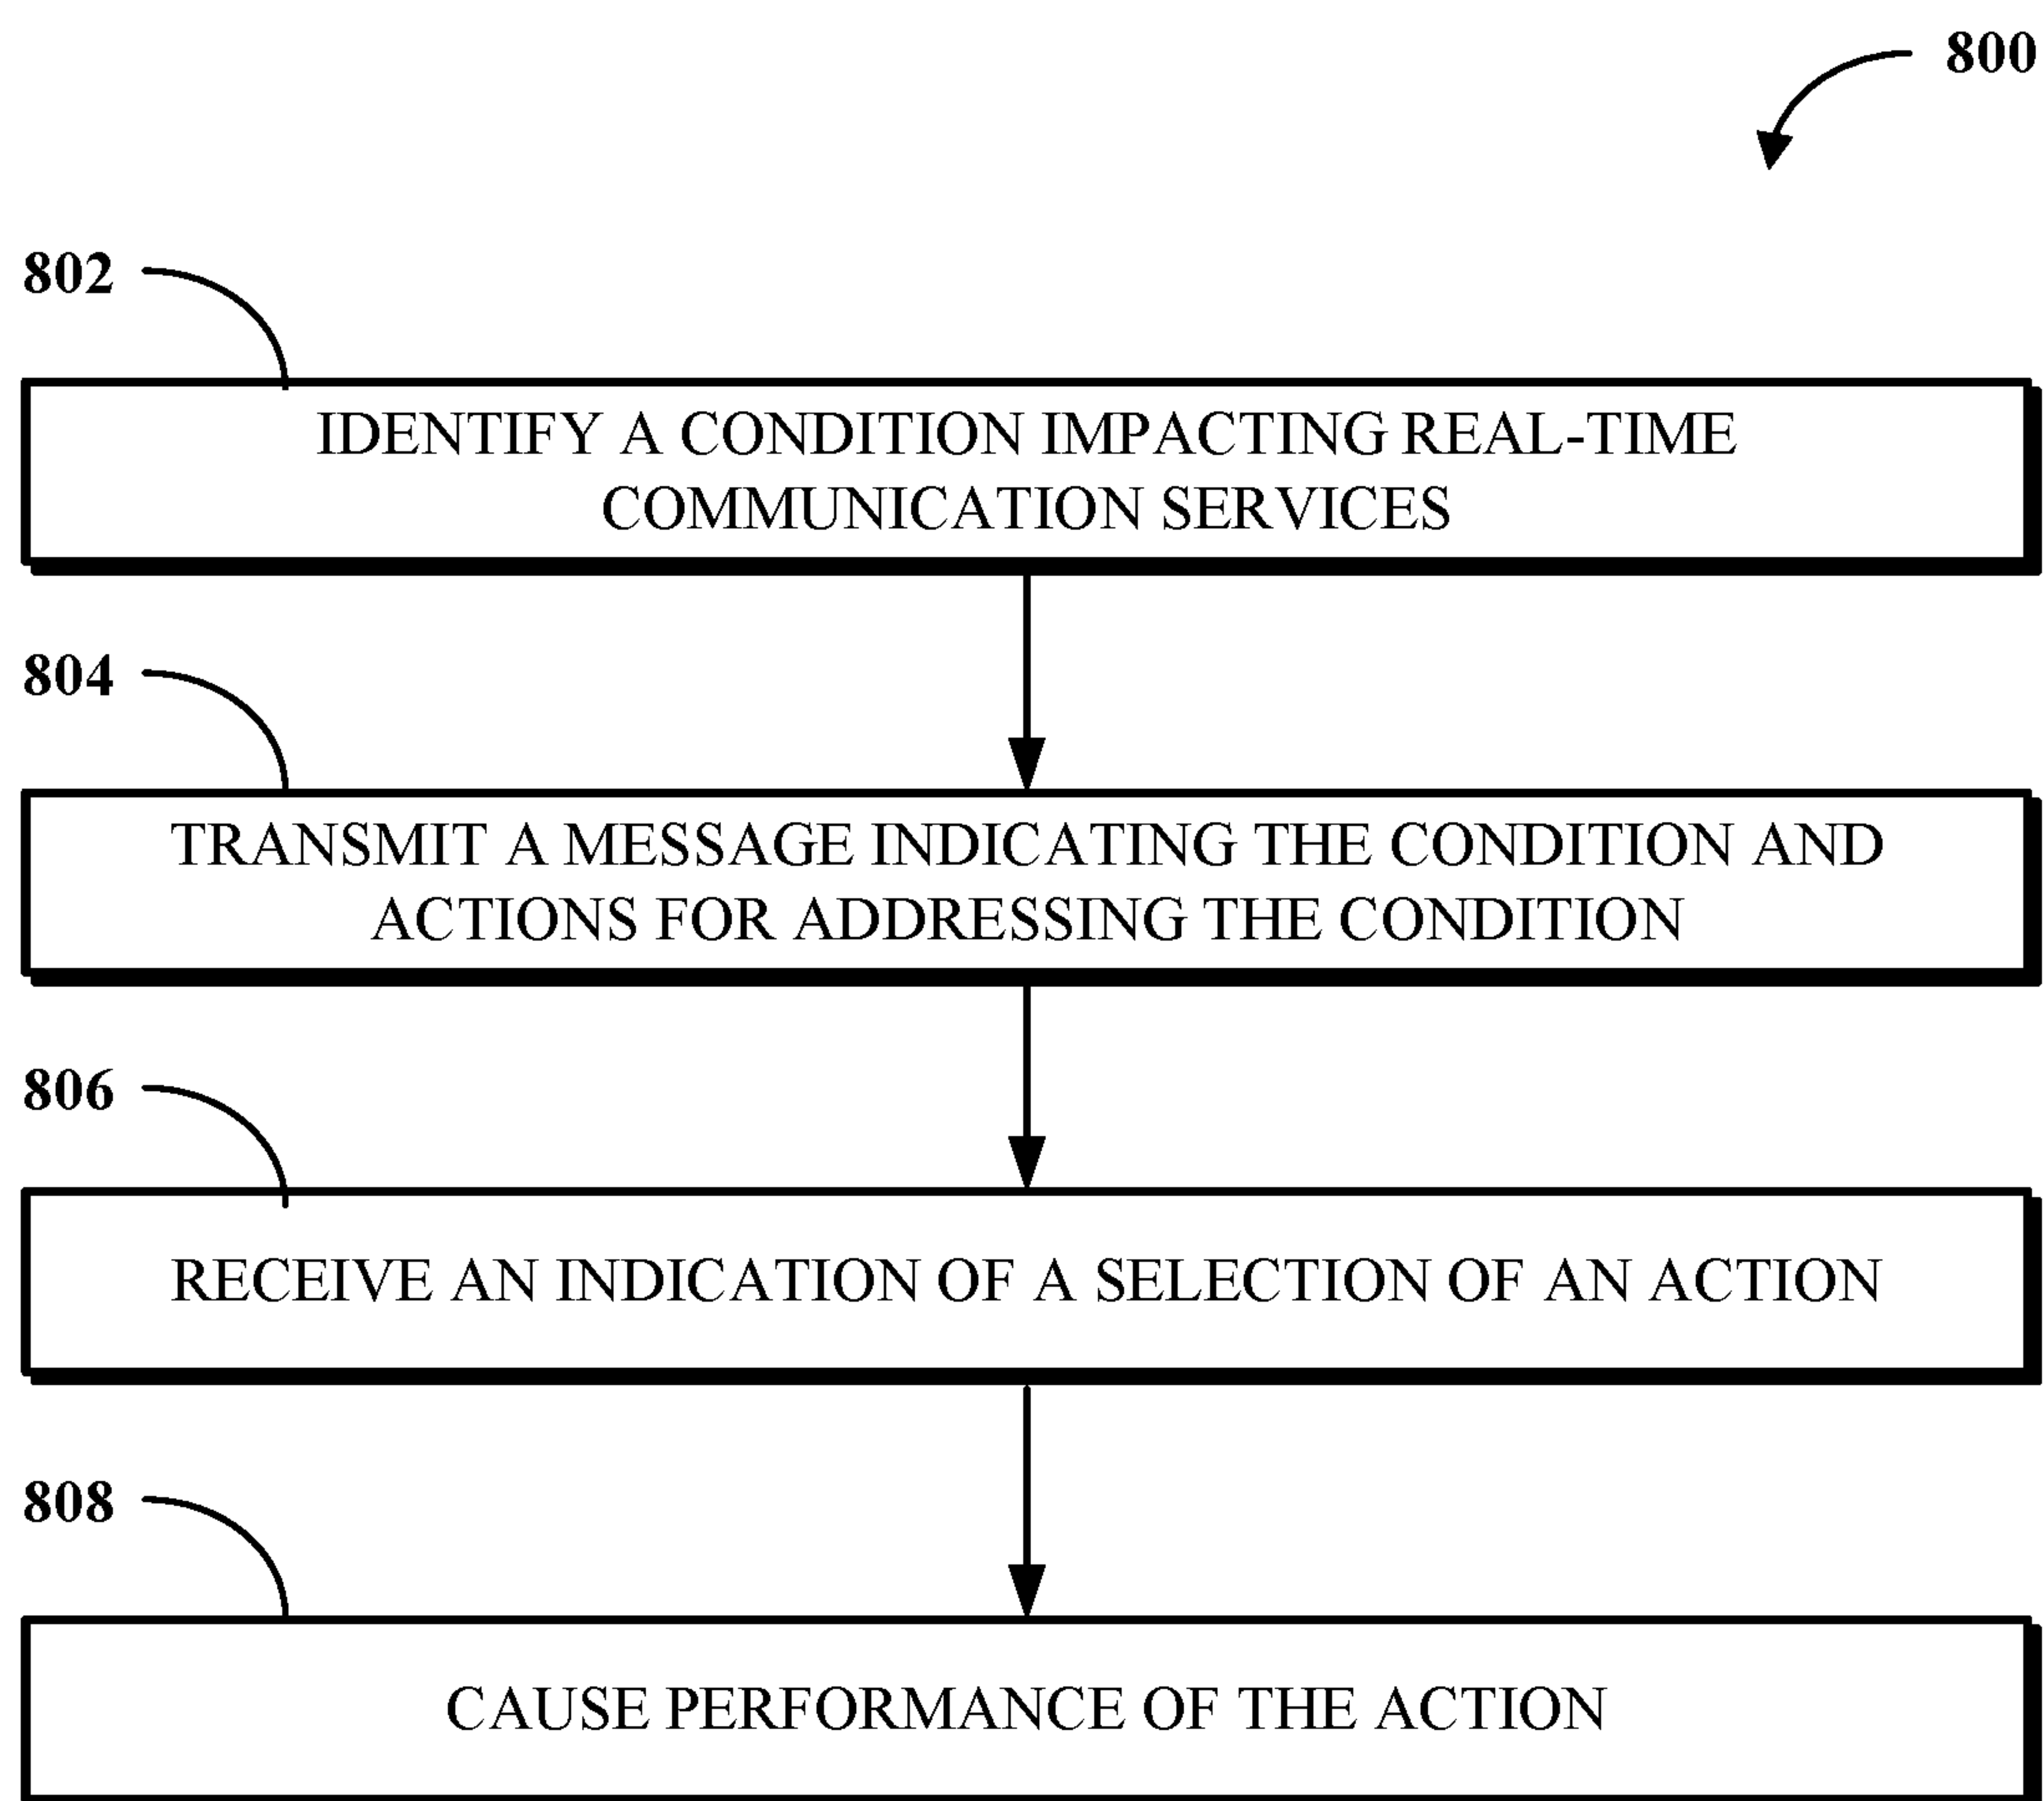 800
802
IDENTIFY A CONDITION IMPACTING REAL-TIME
COMMUNICATION SERVICES
804
TRANSMIT A MESSAGE INDICATING THE CONDITION AND
ACTIONS FOR ADDRESSING THE CONDITION
806
RECEIVE AN INDICATION OF A SELECTION OF AN ACTION
808
CAUSE PERFORMANCE OF THE ACTION